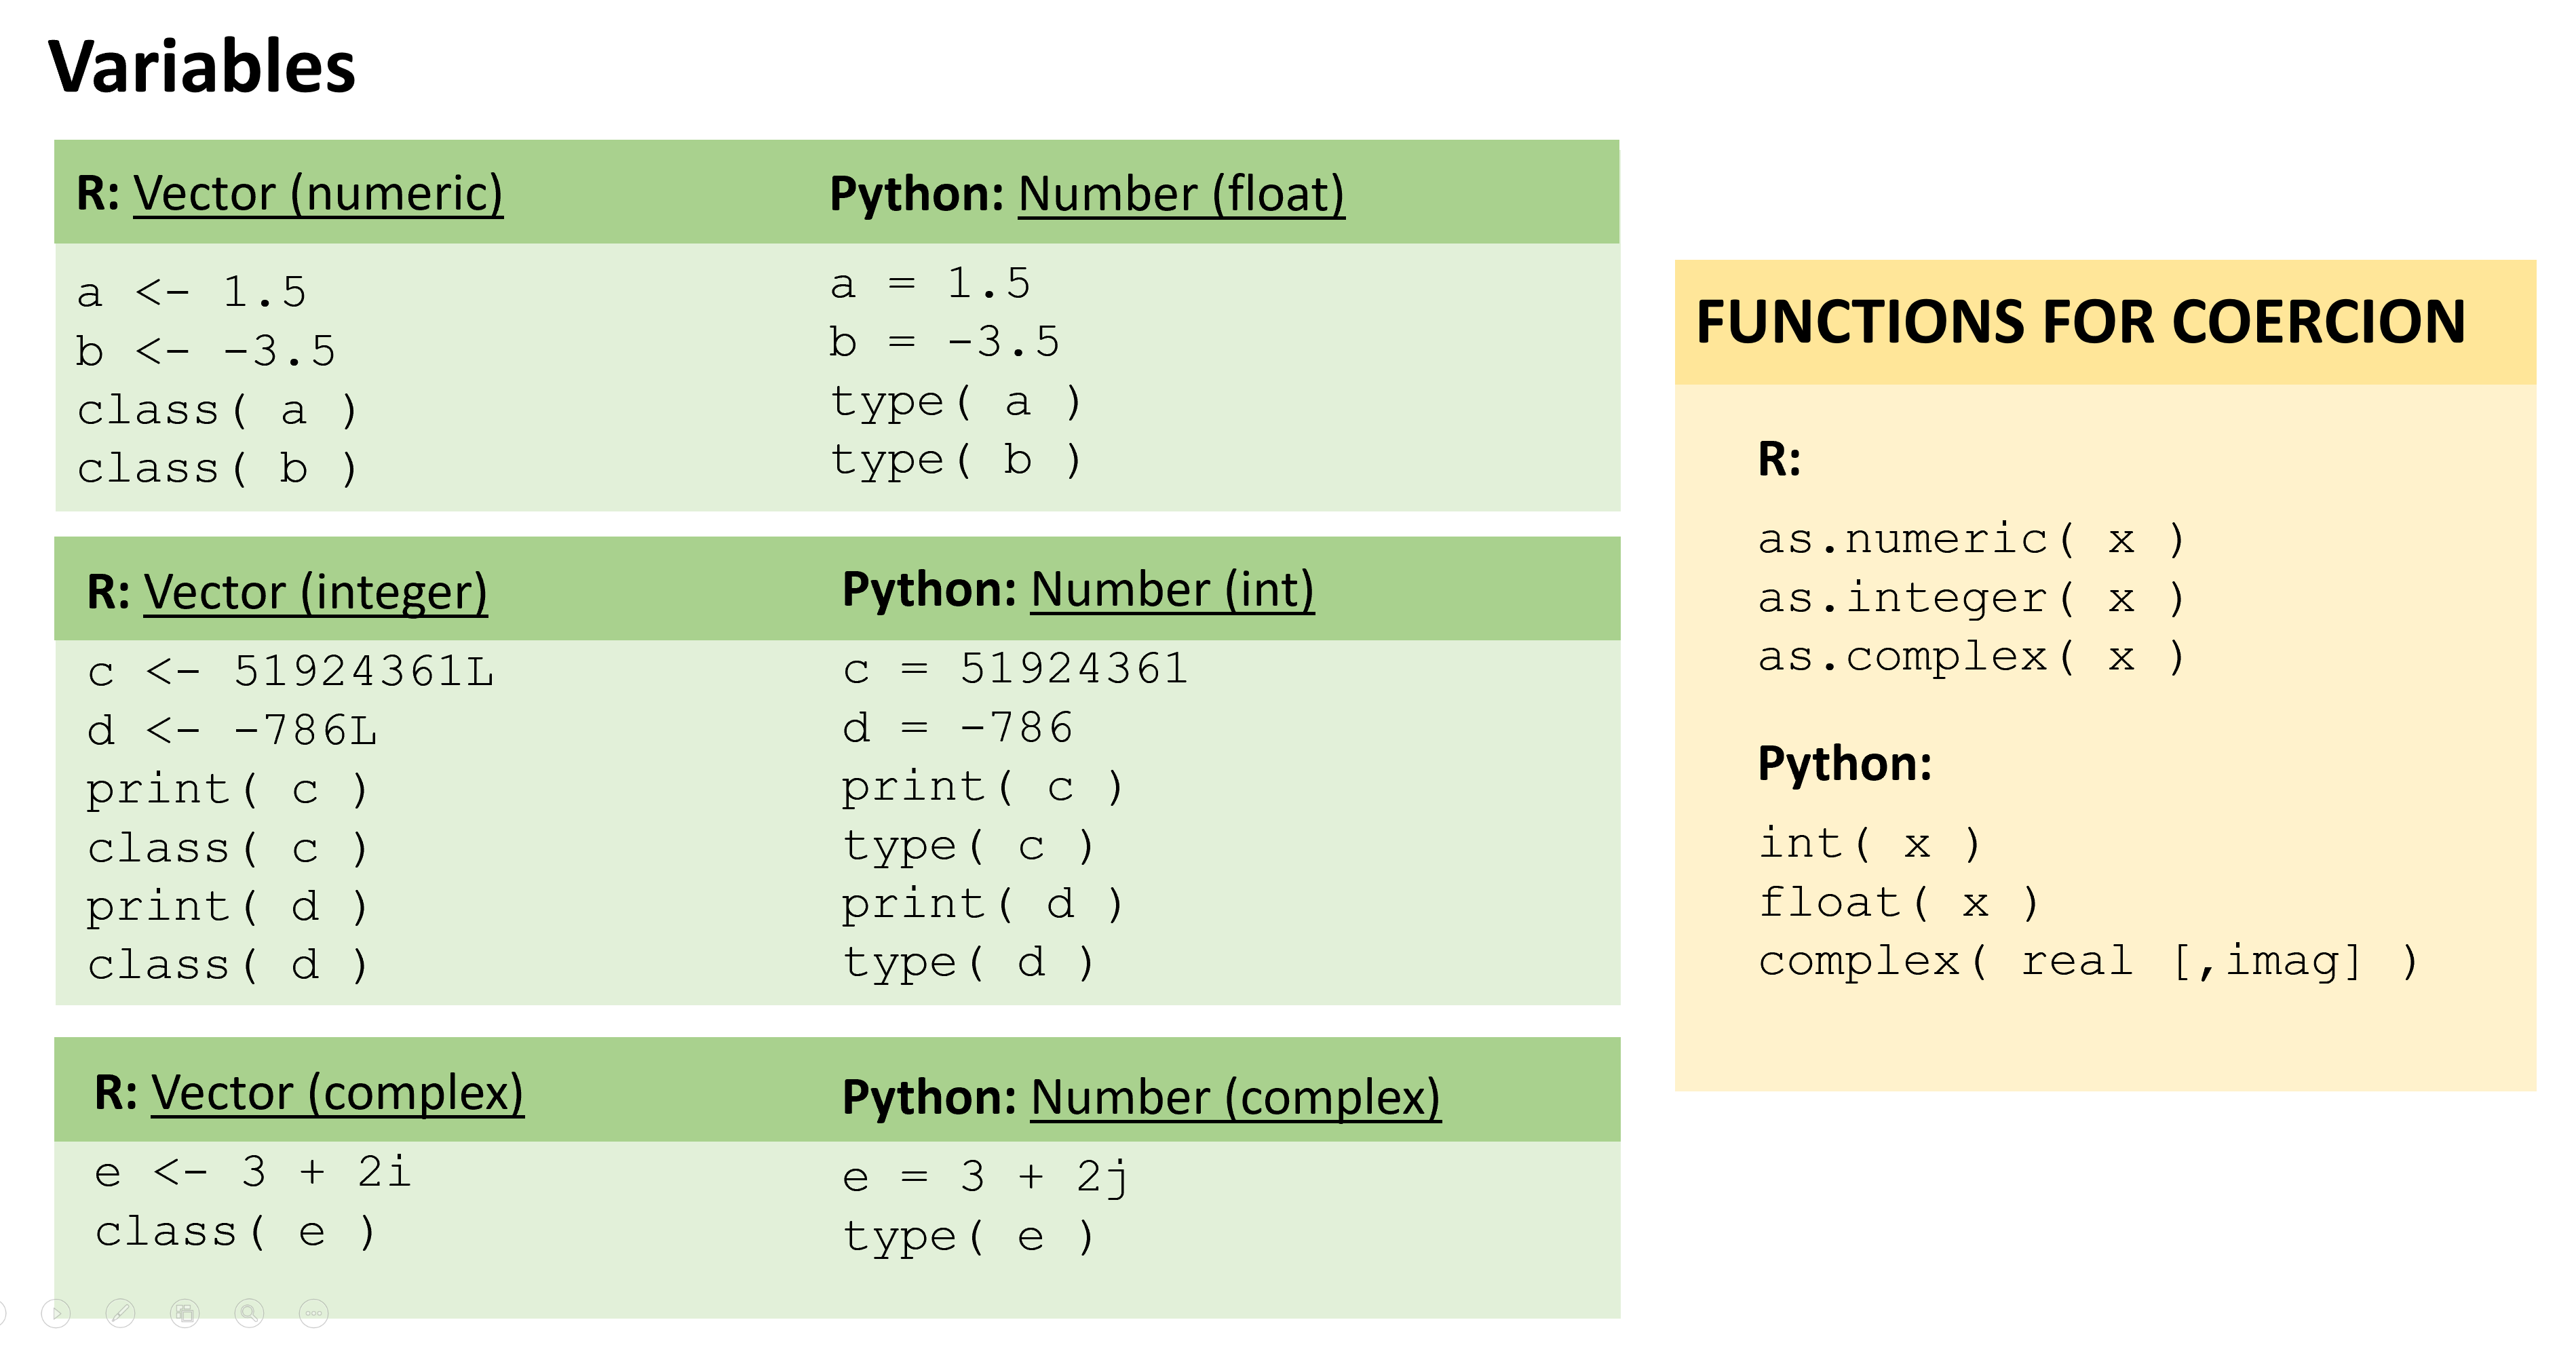 Variables
R: Vector (numeric)
a <- 1.5
b <- -3.5
class( a )
class( b )
Python: Number (float)
a = 1.5
b = -3.5
type( a )
type( b )
R: Vector (integer)
c <- 51924361L
d <- -786L
print( c )
class( c )
print( d )
class( d )
Python: Number (int)
c = 51924361
d = -786
print( c )
type( c )
print( d )
type( d )
R: Vector (complex)
e <- 3 + 2i
class( e )
Python: Number (complex)
e = 3 + 2j
type( e )
FUNCTIONS FOR COERCION
R:
as.numeric( x )
as.integer( x )
as.complex( x )
Python:
int( x )
float( x )
complex( real [,imag] )